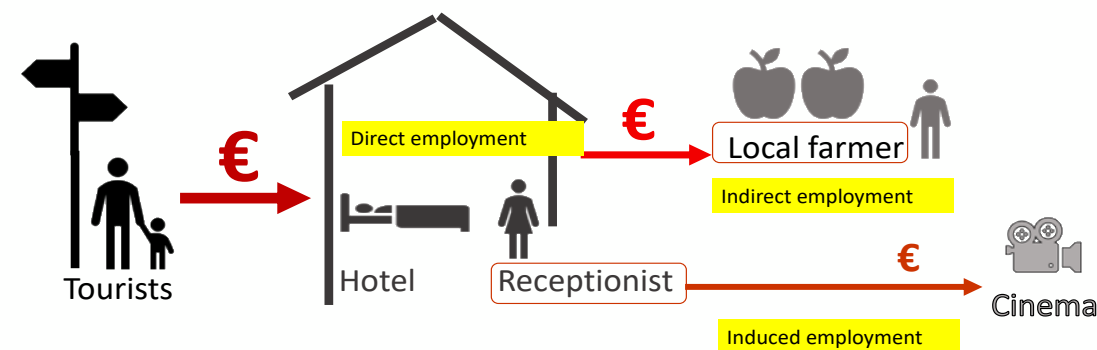 €
Direct employment
€
Local farmer
Indirect employment
Tourists
Hotel
Receptionist
€
Cinema
Induced employment